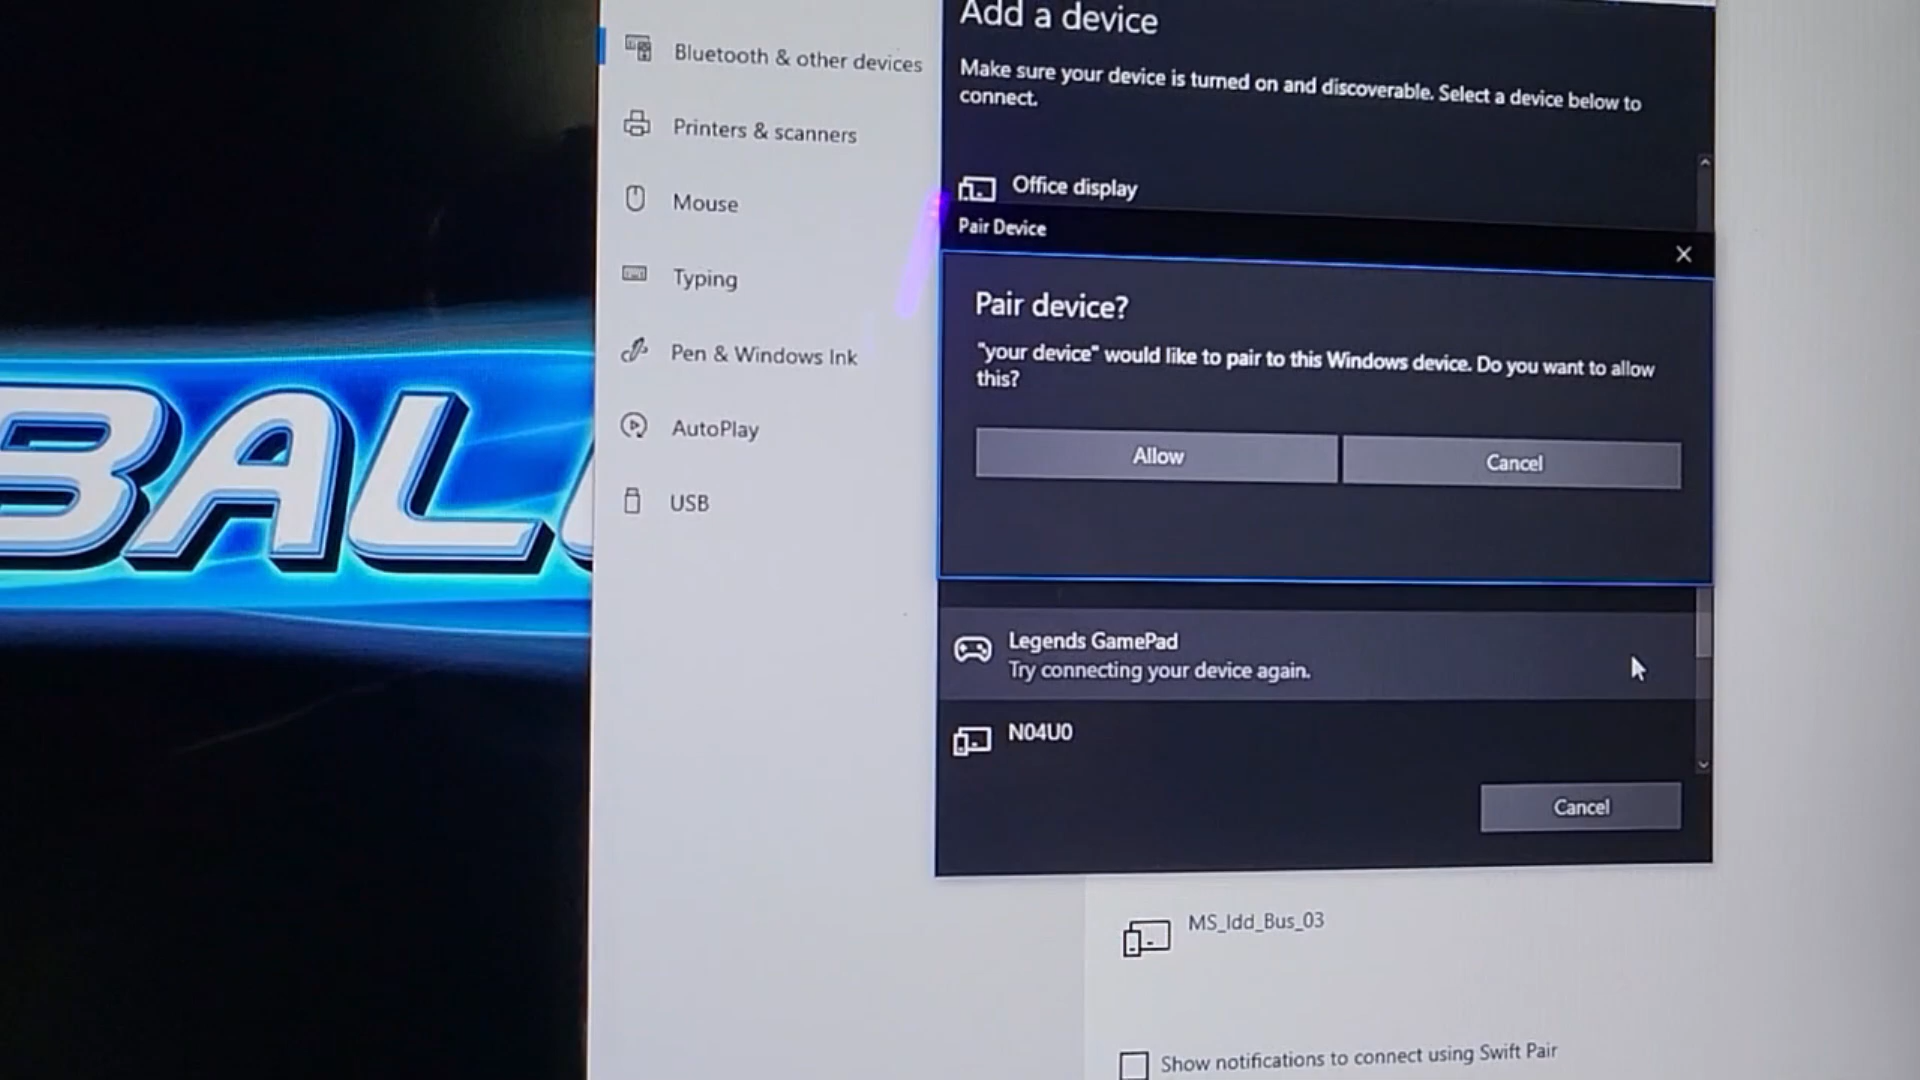 Add a device
Make sure your device is turned on and discoverable. Select a device below to
connect.
Office display
Pair Device
Pair device?
"your device" would like to pair to this Windows device. Do you want to allow
this?
Allow
Cancel
Legends GamePad
Try connecting your device again.
N04U0
Cancel
Bluetooth & other devices
Printers & scanners
Mouse
Typing
Pen & Windows Ink
AutoPlay
USB
MS_Idd_Bus_03
Show notifications to connect using Swift Pair
BAL